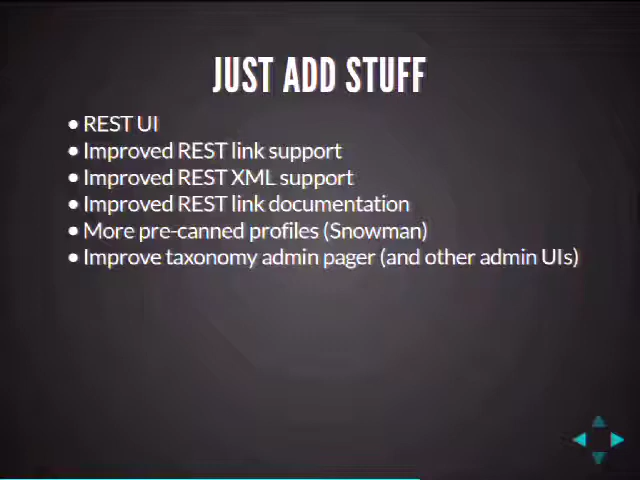 JUST ADD STUFF
• REST UI
• Improved REST link support
• Improved REST XML support
• Improved REST link documentation
• More pre-canned profiles (Snowman)
• Improve taxonomy admin pager (and other admin UIs)